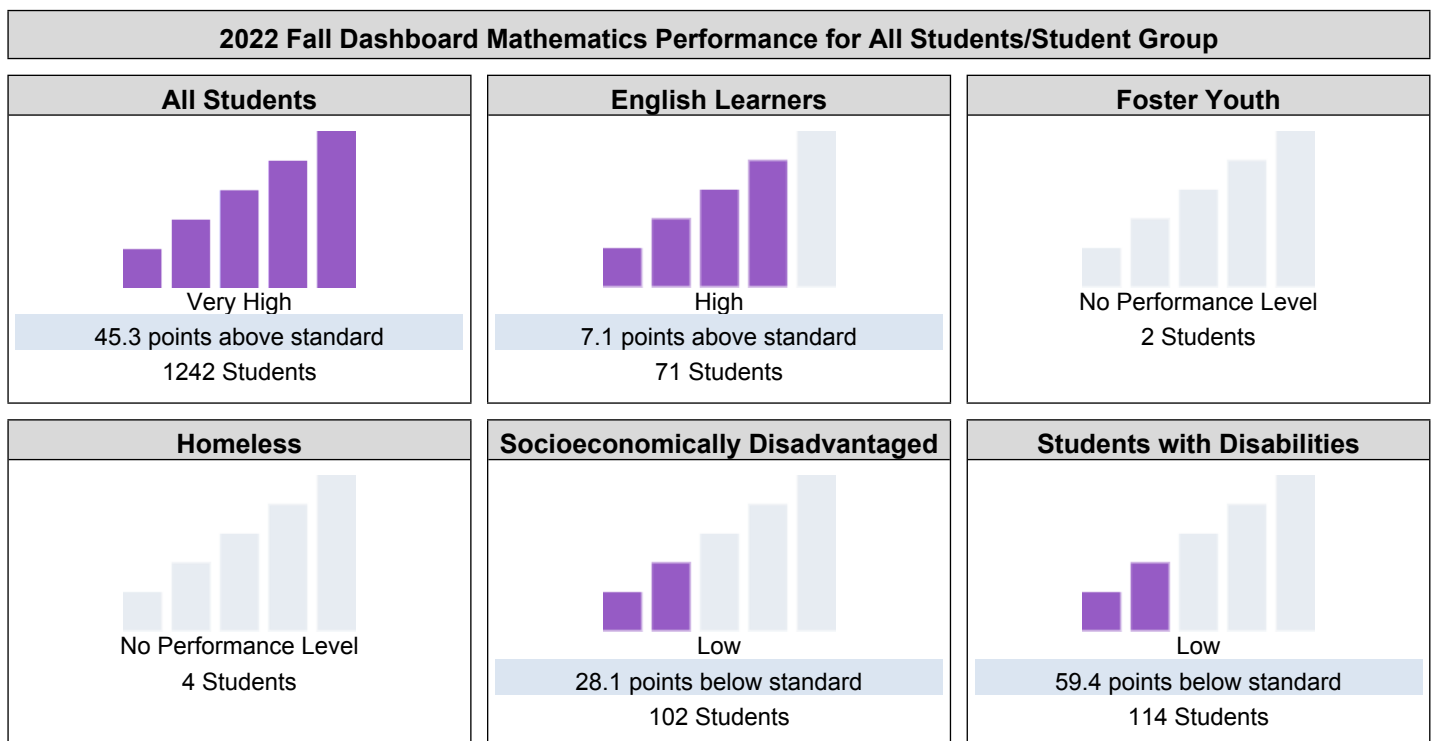 2022 Fall Dashboard Mathematics Performance for All Students/Student Group
All Students
Very High
45.3 points above standard
1242 Students
English Learners
High
7.1 points above standard
71 Students
Foster Youth
No Performance Level
2 Students
Homeless
No Performance Level
4 Students
Socioeconomically Disadvantaged
Low
28.1 points below standard
102 Students
Students with Disabilities
Low
59.4 points below standard
114 Students